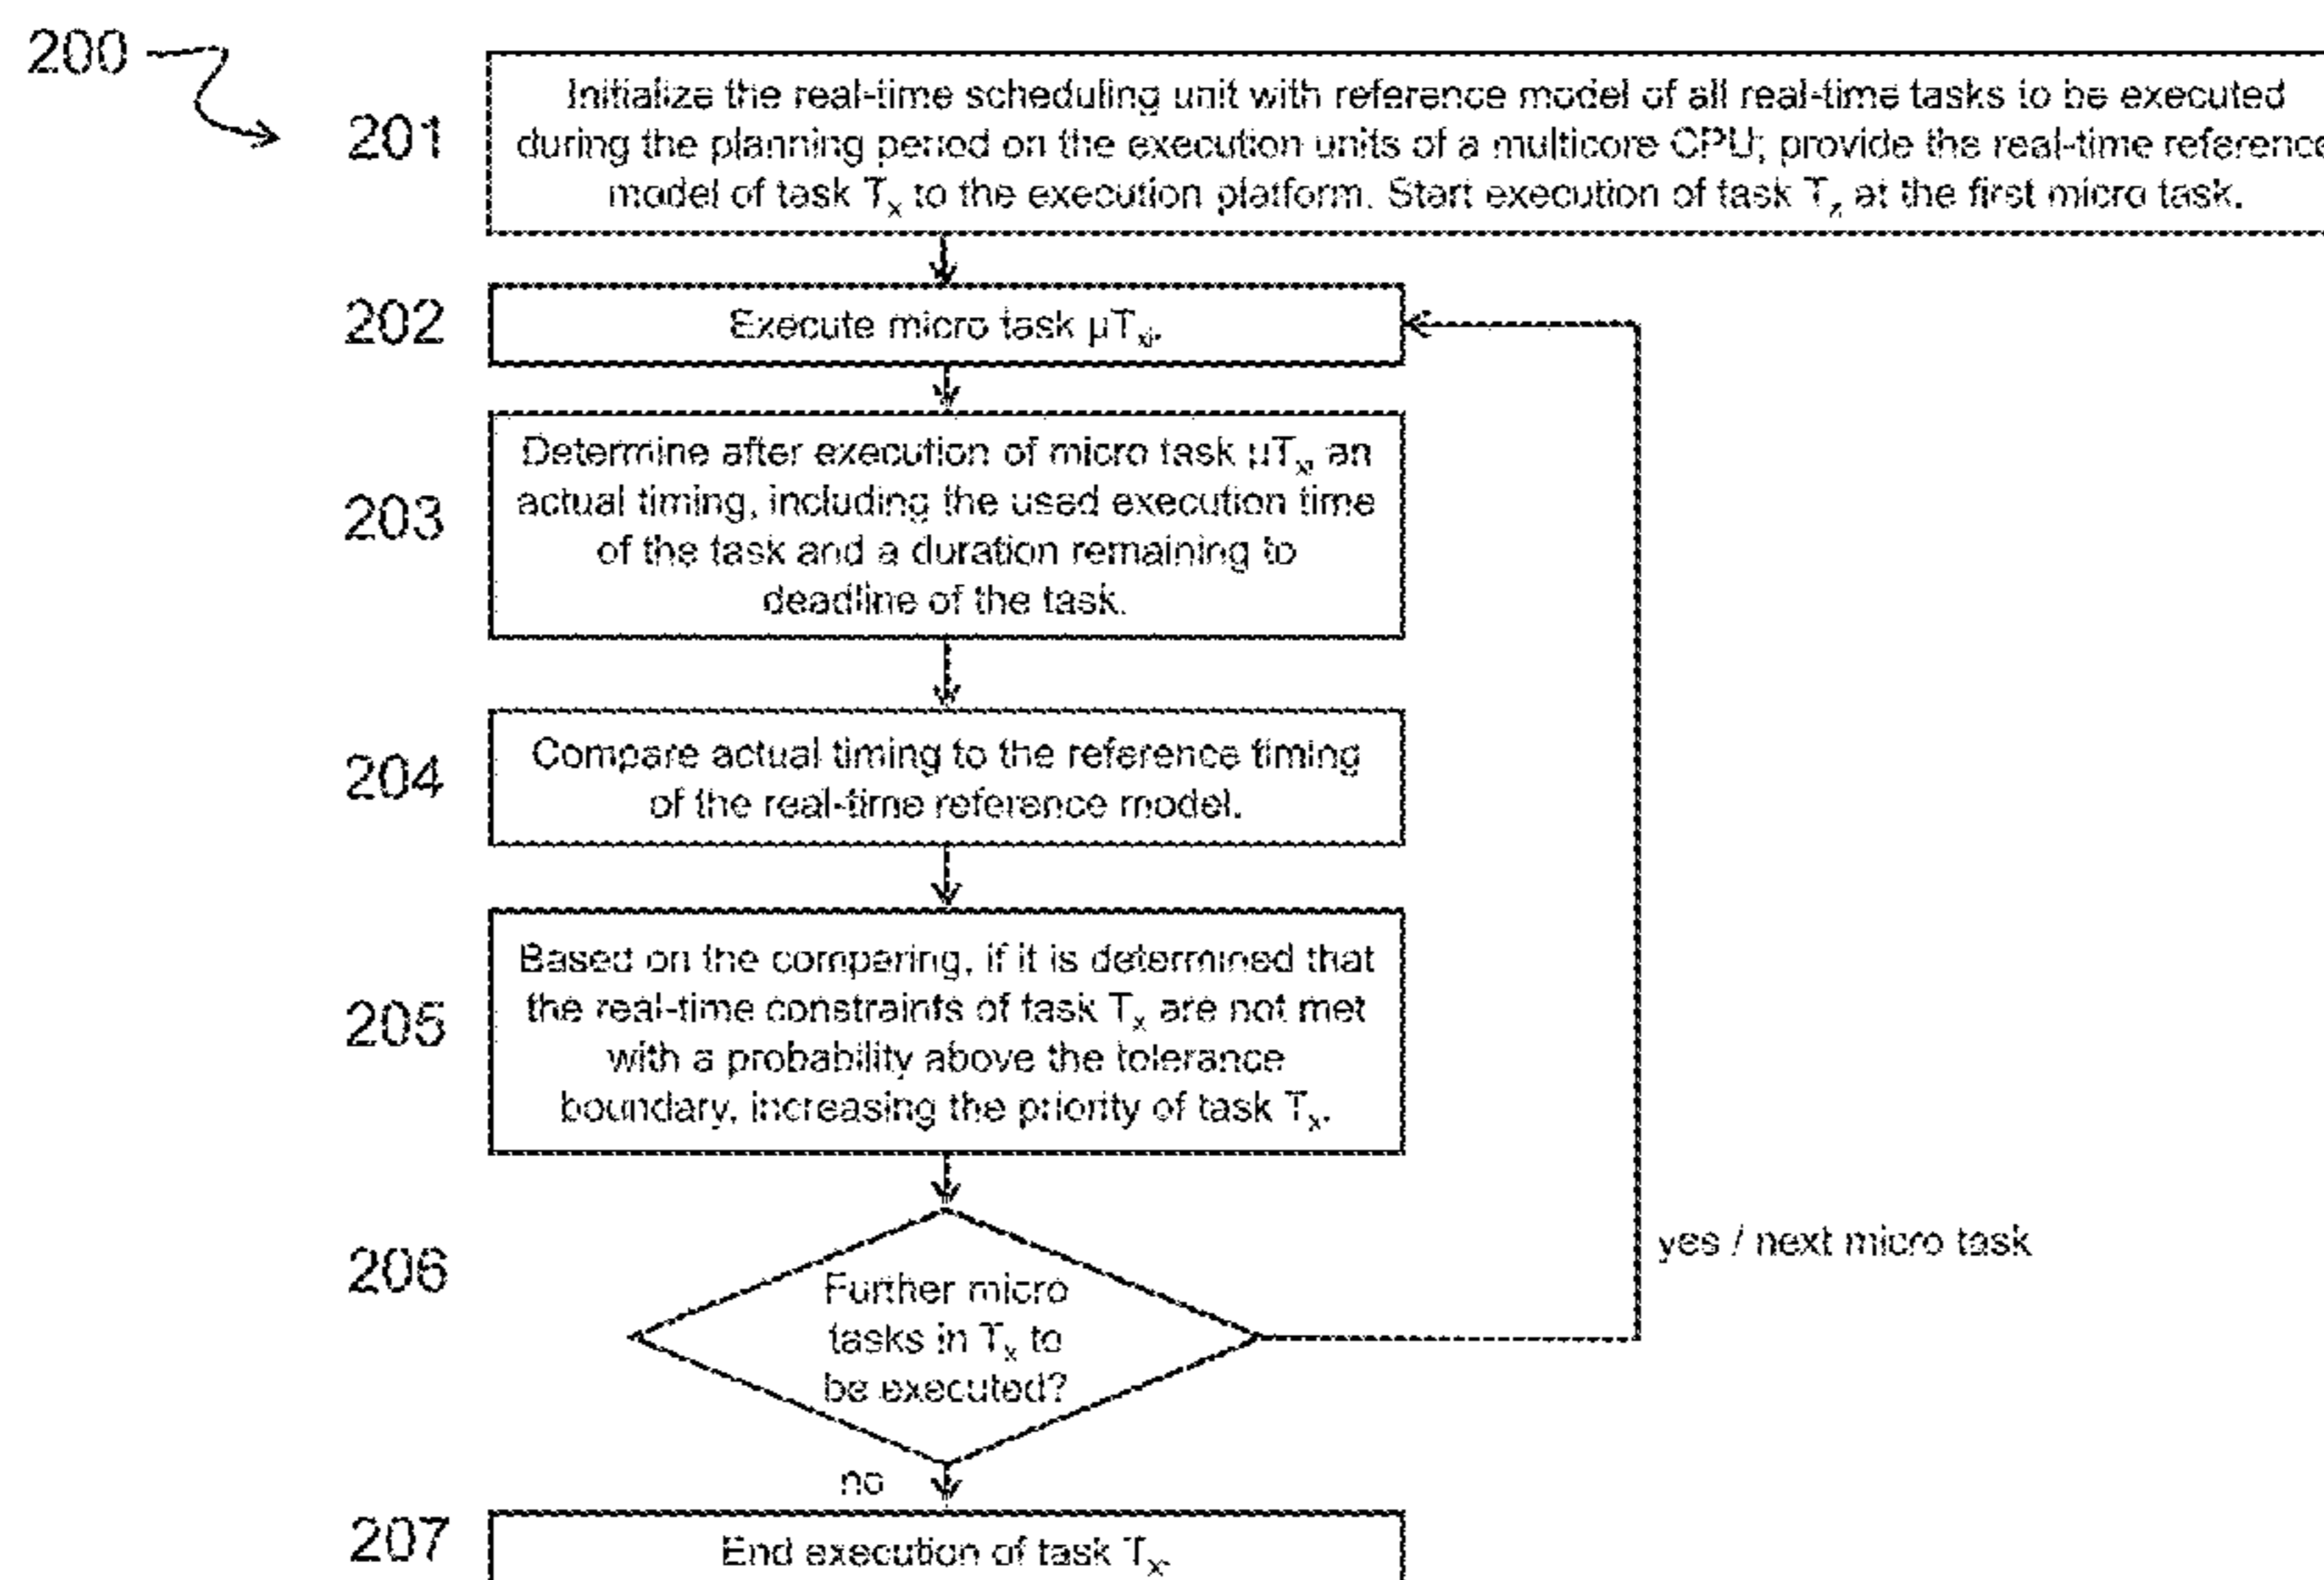 200
201
Initialize the real-time scheduling unit with reference model of all real-time tasks to be executed
during the planning period on the execution units of a multicore CPU; provide the real-time reference
model of task Tx to the execution platform. Start execution of task Tz at the first micro task.
202
Execute micro task μTxi.
203
Determine after execution of micro task μTxi an
actual timing, including the used execution time
of the task and a duration remaining to
deadline of the task.
204
Compare actual timing to the reference timing
of the real-time reference model.
205
Based on the comparing, if it is determined that
the real-time constraints of task Tx are not met
with a probability above the tolerance
boundary, increasing the priority of task Tx.
206
Further micro
tasks in Tx to
be executed?
yes / next micro task
no
207
End execution of task Tx.